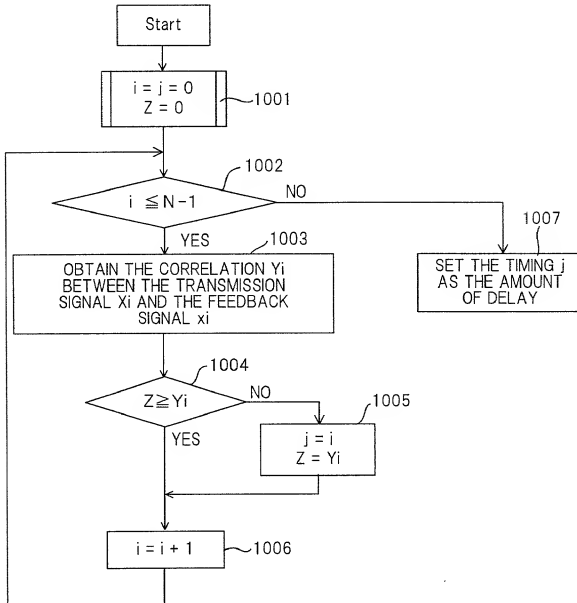 Start
i = j = 0
Z = 0
1001
1002
i ≦ N-1
NO
YES
1003
1007
OBTAIN THE CORRELATION Yi
BETWEEN THE TRANSMISSION
SIGNAL Xi AND THE FEEDBACK
SIGNAL xi
SET THE TIMING j
AS THE AMOUNT
OF DELAY
1004
Z ≧ Yi
NO
YES
1005
j = i
Z = Yi
i = i + 1
1006